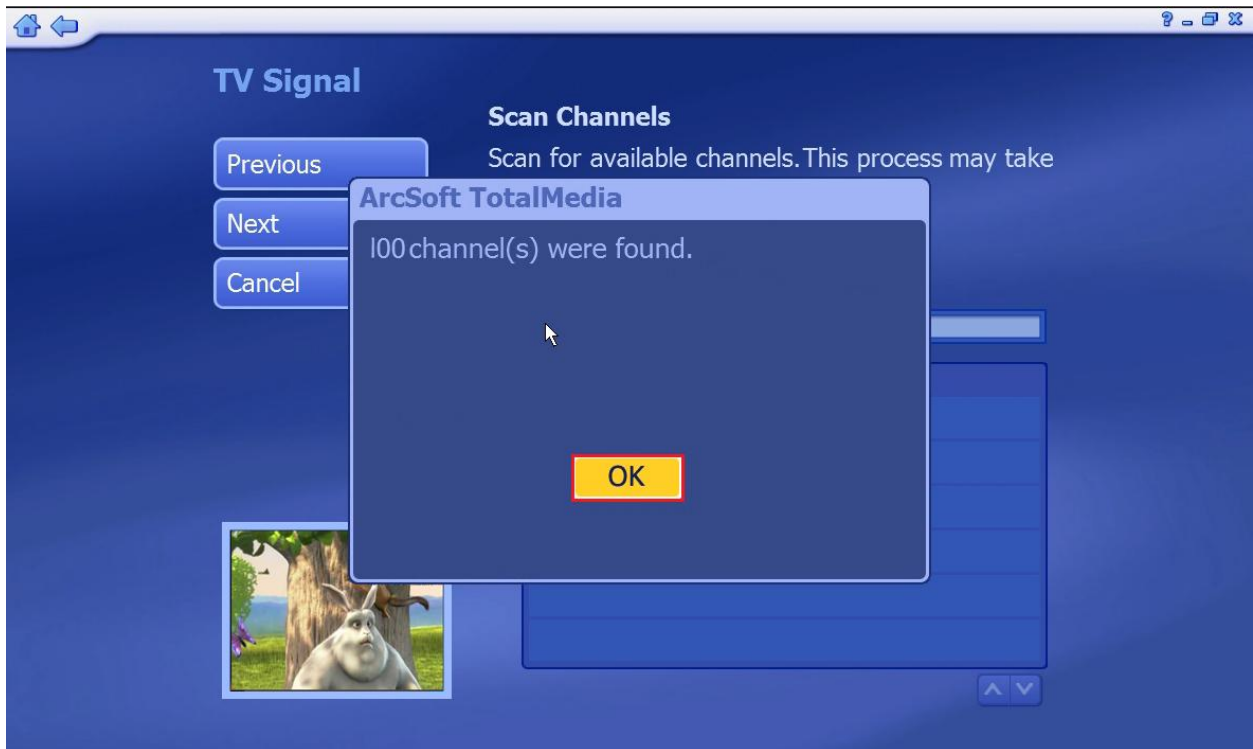 TV Signal
Scan Channels
Previous
Scan for available channels.This process may take
ArcSoft TotalMedia
Next
l00 channel(s) were found.
Cancel
OK